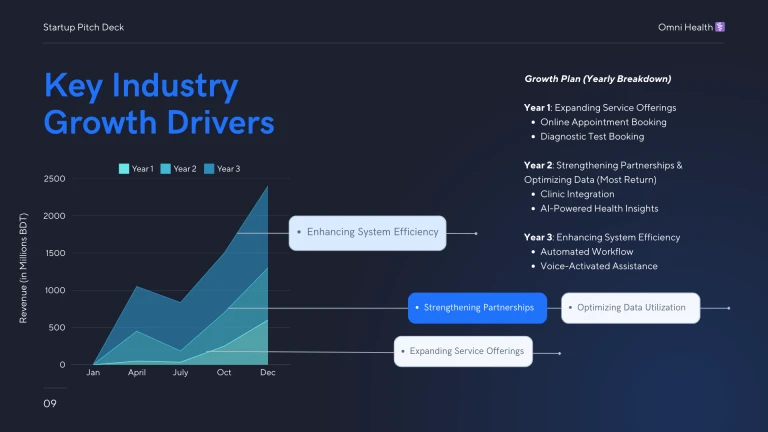 Startup Pitch Deck
Omni Health
Key Industry
Growth Drivers
Year 1 Year 2 Year 3
Revenue (in Millions BDT)
2500
2000
1500
1000
500
0
Jan April July Oct Dec
• Enhancing System Efficiency
• Strengthening Partnerships
• Optimizing Data Utilization
• Expanding Service Offerings
Growth Plan (Yearly Breakdown)
Year 1: Expanding Service Offerings
• Online Appointment Booking
• Diagnostic Test Booking
Year 2: Strengthening Partnerships &
Optimizing Data (Most Return)
• Clinic Integration
• AI-Powered Health Insights
Year 3: Enhancing System Efficiency
• Automated Workflow
• Voice-Activated Assistance
09